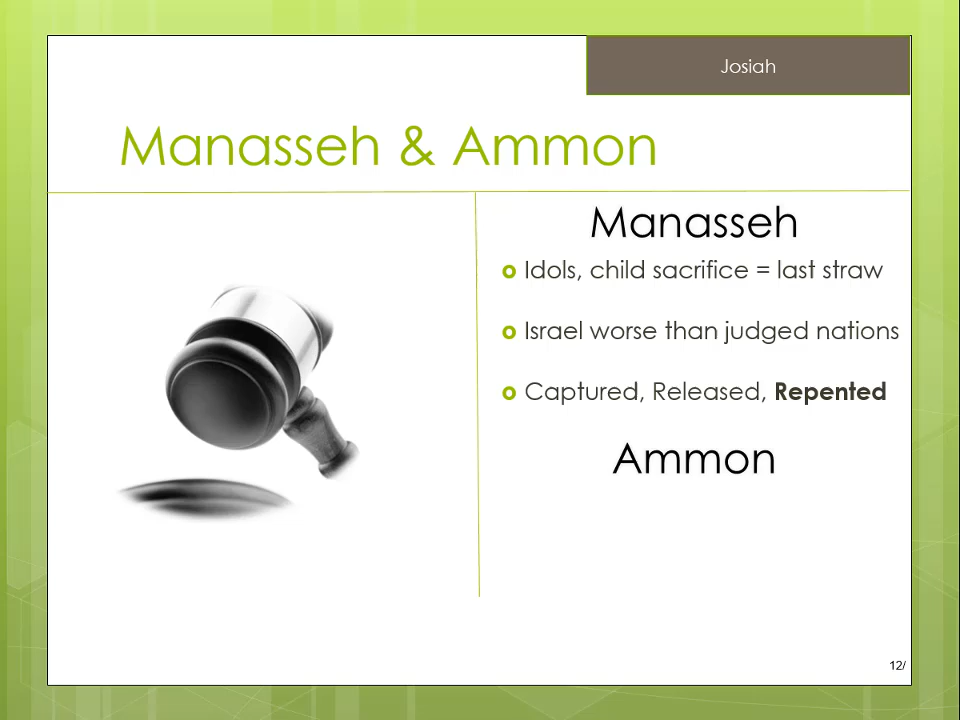 Josiah
Manasseh & Ammon
Manasseh
Idols, child sacrifice = last straw
Israel worse than judged nations
Captured, Released, Repented
Ammon
12/